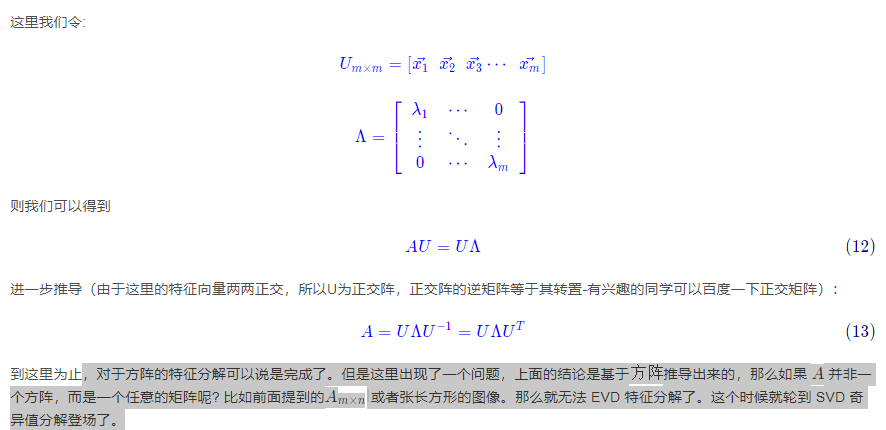 这里我们令:
U_{m×m} = [\vec{x_1} \vec{x_2} \vec{x_3} ⋯ \vec{x_m}]
Λ = [ λ_1 ⋯ 0
⋮ ⋱ ⋮
0 ⋯ λ_m ]
则我们可以得到
AU = UΛ (12)
进一步推导（由于这里的特征向量两两正交，所以U为正交阵，正交阵的逆矩阵等于其转置-有兴趣的同学可以百度一下正交矩阵）:
A = UΛU^{-1} = UΛU^T (13)
到这里为止，对于方阵的特征分解可以说是完了。但是这里出现了一个问题，上面的结论是基于方阵推导出来的，那么如果 A 并非一
个方阵，而是一个任意的矩阵呢? 比如前面提到的A_{m×n} 或者张长方形的图像。那么就无法 EVD 特征分解了。这个时候就轮到 SVD 奇
异值分解登场了。